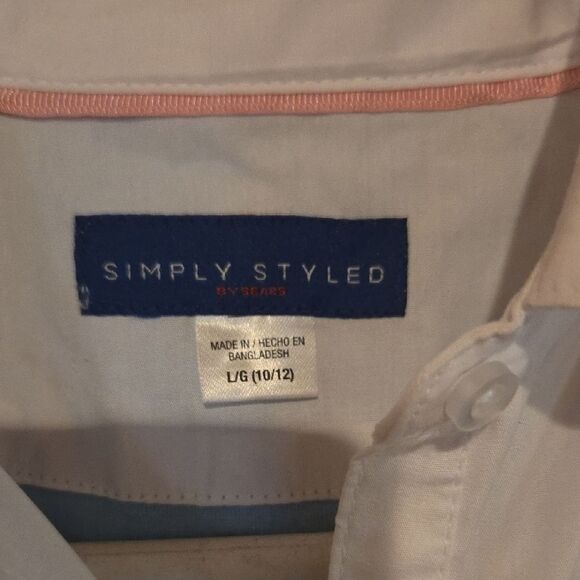 SIMPLY STYLED
BY SEARS
MADE IN / HECHO EN
BANGLADESH
L/G (10/12)